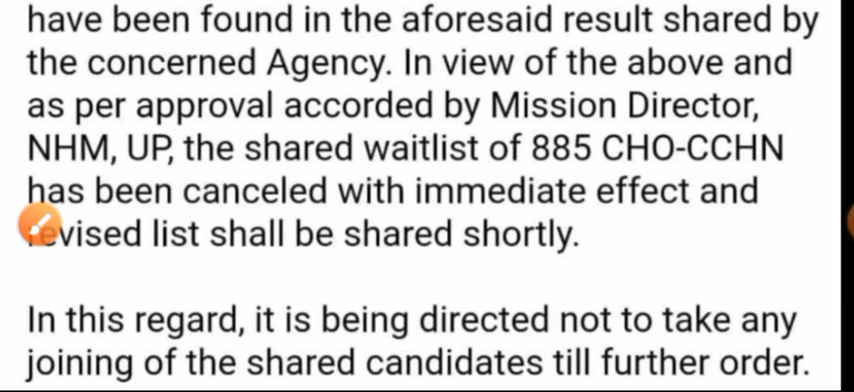 have been found in the aforesaid result shared by
the concerned Agency. In view of the above and
as per approval accorded by Mission Director,
NHM, UP, the shared waitlist of 885 CHO-CCHN
has been canceled with immediate effect and
revised list shall be shared shortly.
In this regard, it is being directed not to take any
joining of the shared candidates till further order.